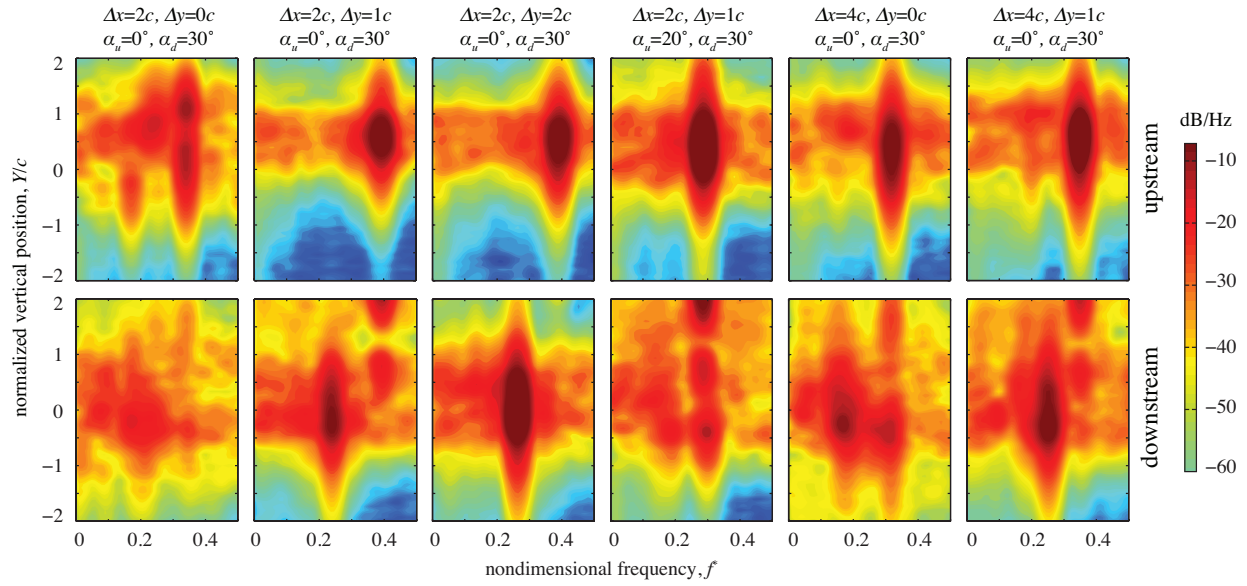 Δx=2c, Δy=0c
α_u=0°, α_d=30°
Δx=2c, Δy=1c
α_u=0°, α_d=30°
Δx=2c, Δy=2c
α_u=0°, α_d=30°
Δx=2c, Δy=1c
α_u=20°, α_d=30°
Δx=4c, Δy=0c
α_u=0°, α_d=30°
Δx=4c, Δy=1c
α_u=0°, α_d=30°
normalized vertical position, Y/c
2
1
0
−1
−2
upstream
2
1
0
−1
−2
downstream
dB/Hz
−10
−20
−30
−40
−50
−60
0 0.2 0.4
0 0.2 0.4
0 0.2 0.4
0 0.2 0.4
0 0.2 0.4
0 0.2 0.4
nondimensional frequency, f*